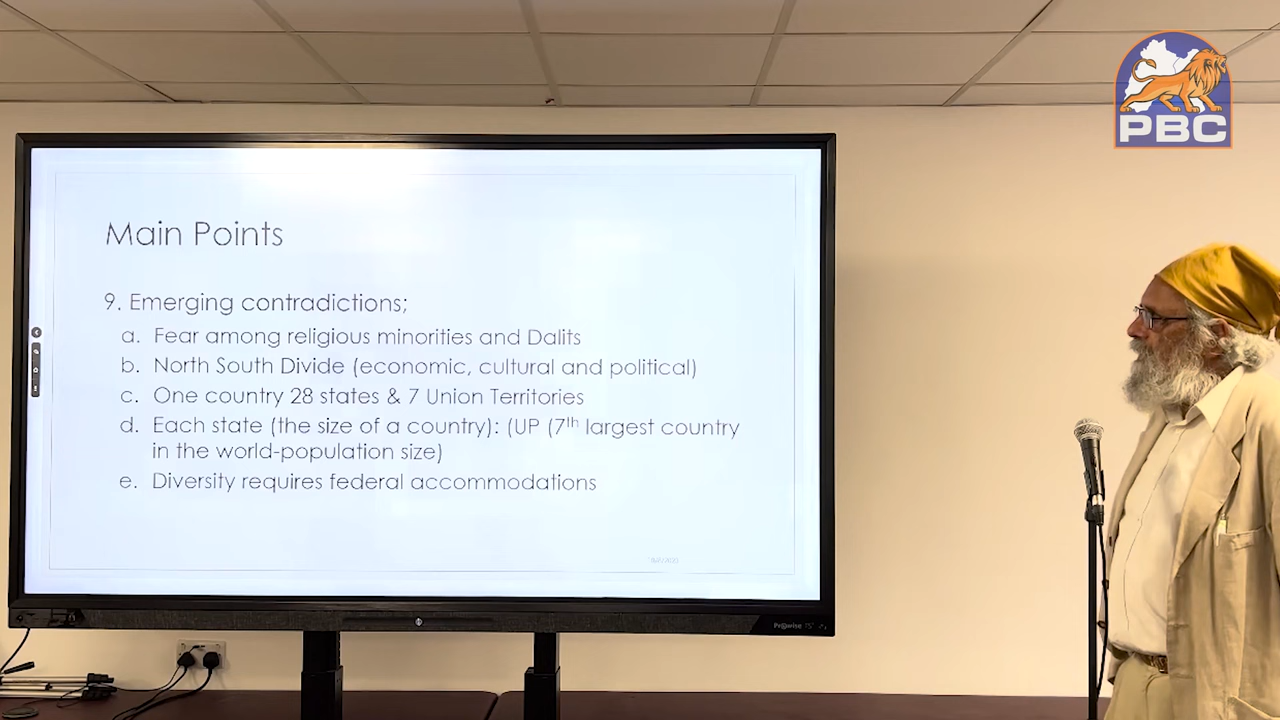 PBC
Main Points
9. Emerging contradictions;
a. Fear among religious minorities and Dalits
b. North South Divide (economic, cultural and political)
c. One country 28 states & 7 Union Territories
d. Each state (the size of a country): (UP (7th largest country
in the world-population size)
e. Diversity requires federal accommodations